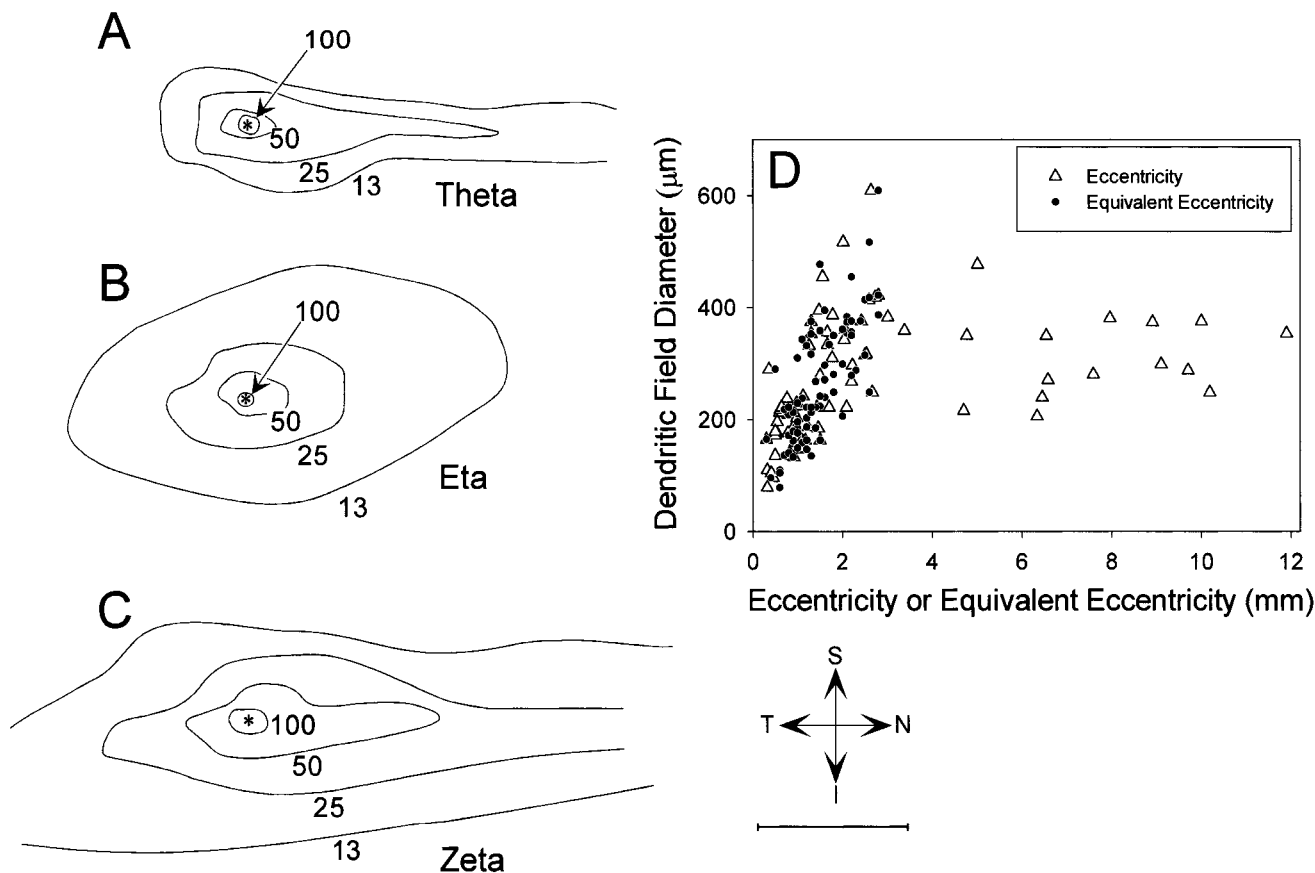 A
100
*
50
25
13
Theta
B
100
*
50
25
13
Eta
C
*
100
50
25
13
Zeta
D
Eccentricity
Equivalent Eccentricity
Dendritic Field Diameter (μm)
600
400
200
0
0 2 4 6 8 10 12
Eccentricity or Equivalent Eccentricity (mm)
S
T N
I